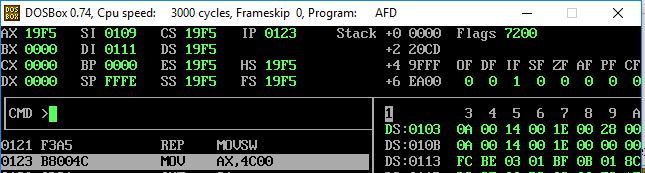 DOSBox 0.74, Cpu speed: 3000 cycles, Frameskip 0, Program: AFD
AX 19F5 SI 0109 CS 19F5 IP 0123 Stack +0 0000 Flags 7200
BX 0000 DI 0111 DS 19F5 +2 20CD
CX 0000 BP 0000 ES 19F5 HS 19F5 +4 9FFF OF DF IF SF ZF AF PF CF
DX 0000 SP FFFE SS 19F5 FS 19F5 +6 EA00 0 0 1 0 0 0 0 0
CMD > 1 3 4 5 6 7 8 9 A
DS:0103 0A 00 14 00 1E 00 28 00
0121 F3A5 REP MOVSW DS:010B 0A 00 14 00 1E 00 00 00
0123 B8004C MOV AX,4C00 DS:0113 FC BE 03 01 BF 0B 01 8C